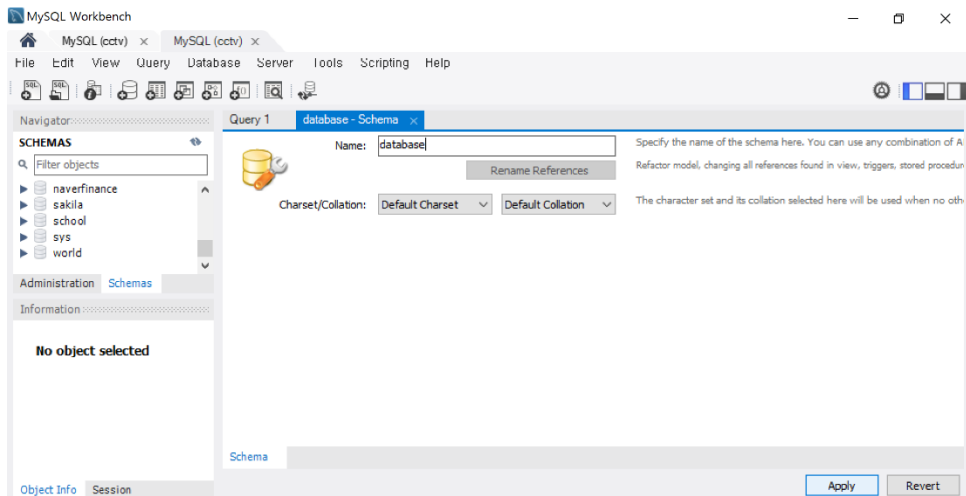 MySQL Workbench
MySQL (cctv) × MySQL (cctv) ×
File Edit View Query Database Server Tools Scripting Help
Navigator
Query 1 database - Schema ×
SCHEMAS
Filter objects
naverfinance
sakila
school
sys
world
Administration Schemas
Information
No object selected
Object Info Session
Name: database
Specify the name of the schema here. You can use any combination of A
Rename References
Refactor model, changing all references found in view, triggers, stored procedur
Charset/Collation: Default Charset Default Collation
The character set and its collation selected here will be used when no oth
Schema
Apply Revert